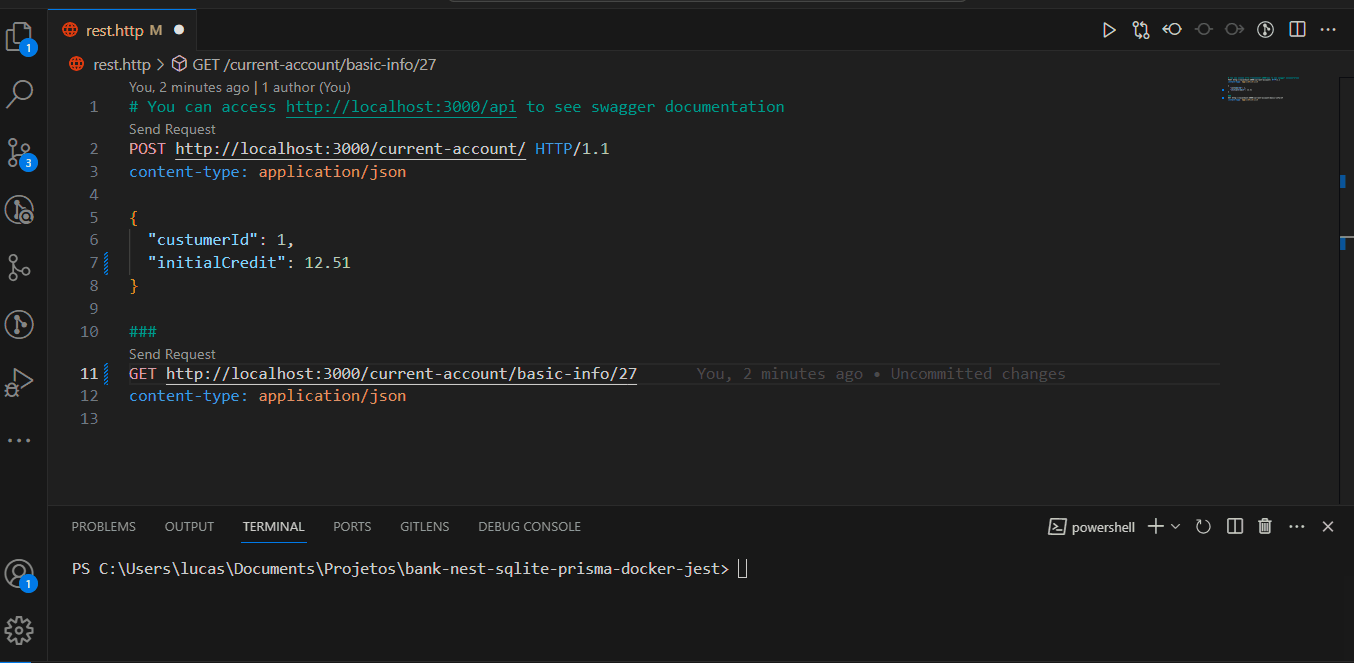 1
3
1
rest.http M
rest.http > GET /current-account/basic-info/27
You, 2 minutes ago | 1 author (You)
1 # You can access http://localhost:3000/api to see swagger documentation
Send Request
2 POST http://localhost:3000/current-account/ HTTP/1.1
3 content-type: application/json
4
5 {
6 "custumerId": 1,
7 "initialCredit": 12.51
8 }
9
10 ###
Send Request
11 GET http://localhost:3000/current-account/basic-info/27 You, 2 minutes ago • Uncommitted changes
12 content-type: application/json
13
PROBLEMS OUTPUT TERMINAL PORTS GITLENS DEBUG CONSOLE powershell
PS C:\Users\lucas\Documents\Projetos\bank-nest-sqlite-prisma-docker-jest>